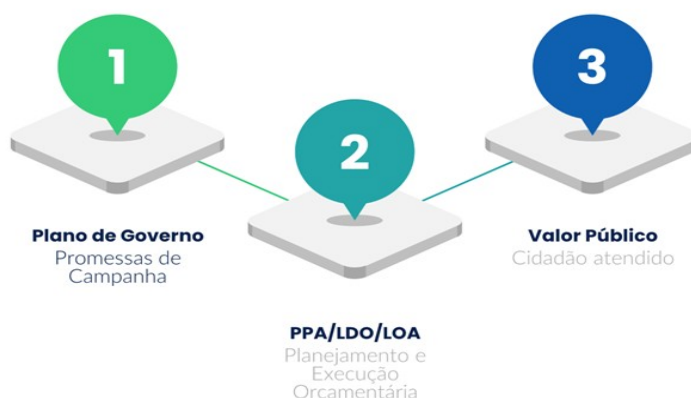 1
Plano de Governo
Promessas de
Campanha
2
PPA/LDO/LOA
Planejamento e
Execução
Orçamentária
3
Valor Público
Cidadão atendido